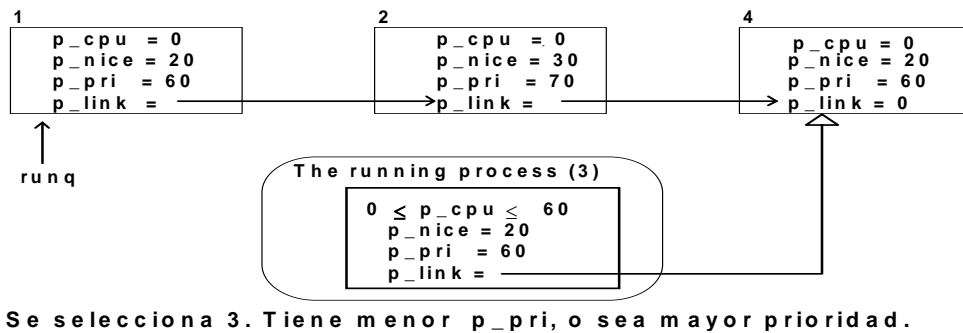 1
p_cpu = 0
p_nice = 20
p_pri = 60
p_link =
2
p_cpu = 0
p_nice = 30
p_pri = 70
p_link =
4
p_cpu = 0
p_nice = 20
p_pri = 60
p_link = 0
runq
The running process (3)
0 ≤ p_cpu ≤ 60
p_nice = 20
p_pri = 60
p_link =
Se selecciona 3. Tiene menor p_pri, o sea mayor prioridad.